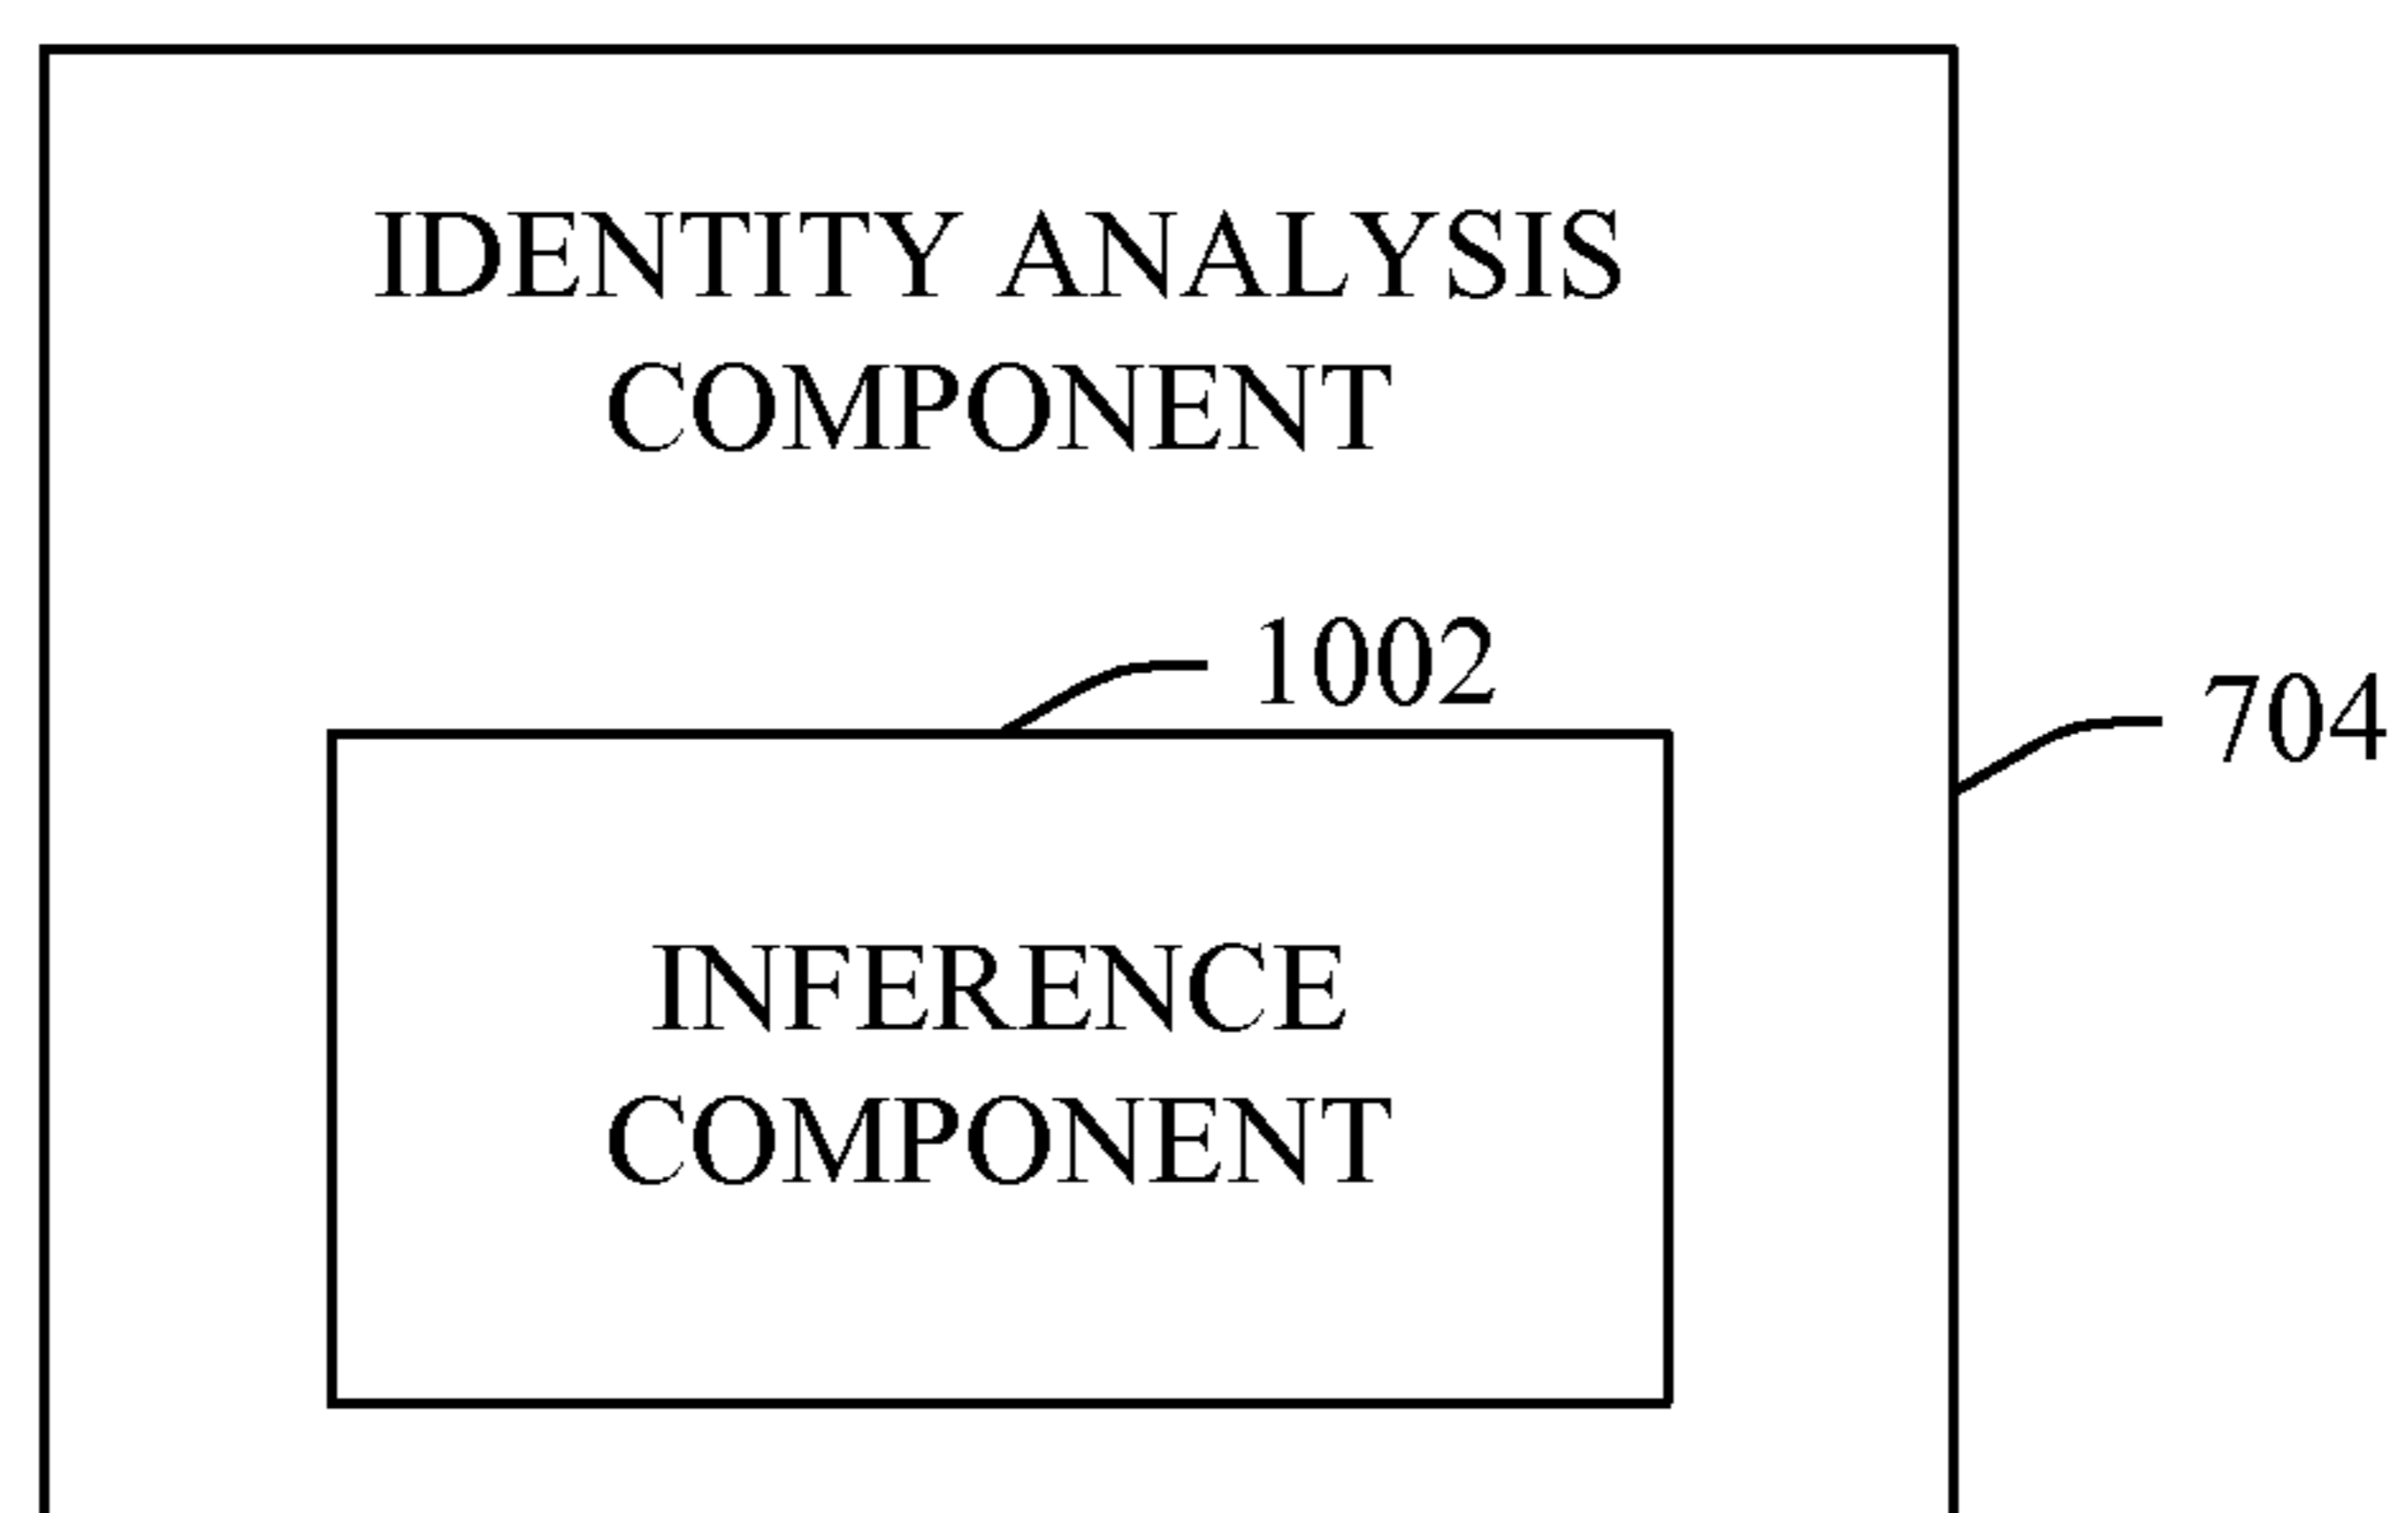 IDENTITY ANALYSIS
COMPONENT
1002
704
INFERENCE
COMPONENT